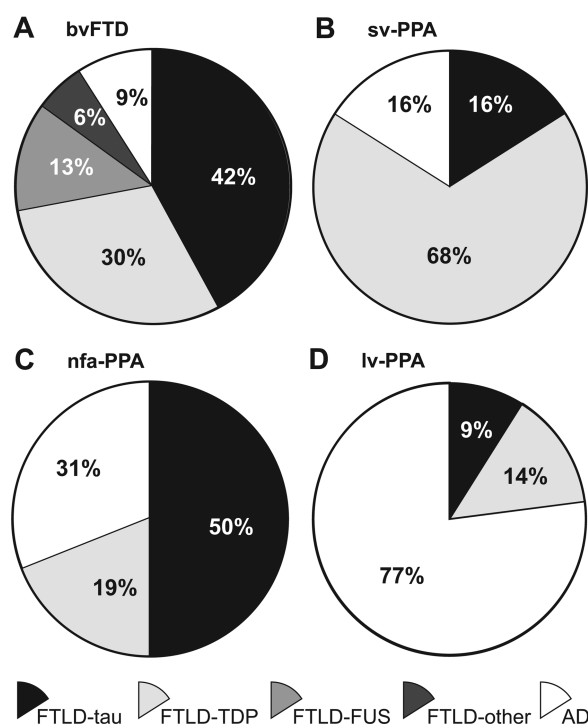 A bvFTD
9%
6%
13%
42%
30%
B sv-PPA
16% 16%
68%
C nfa-PPA
31%
50%
19%
D lv-PPA
9%
14%
77%
FTLD-tau FTLD-TDP FTLD-FUS FTLD-other AD